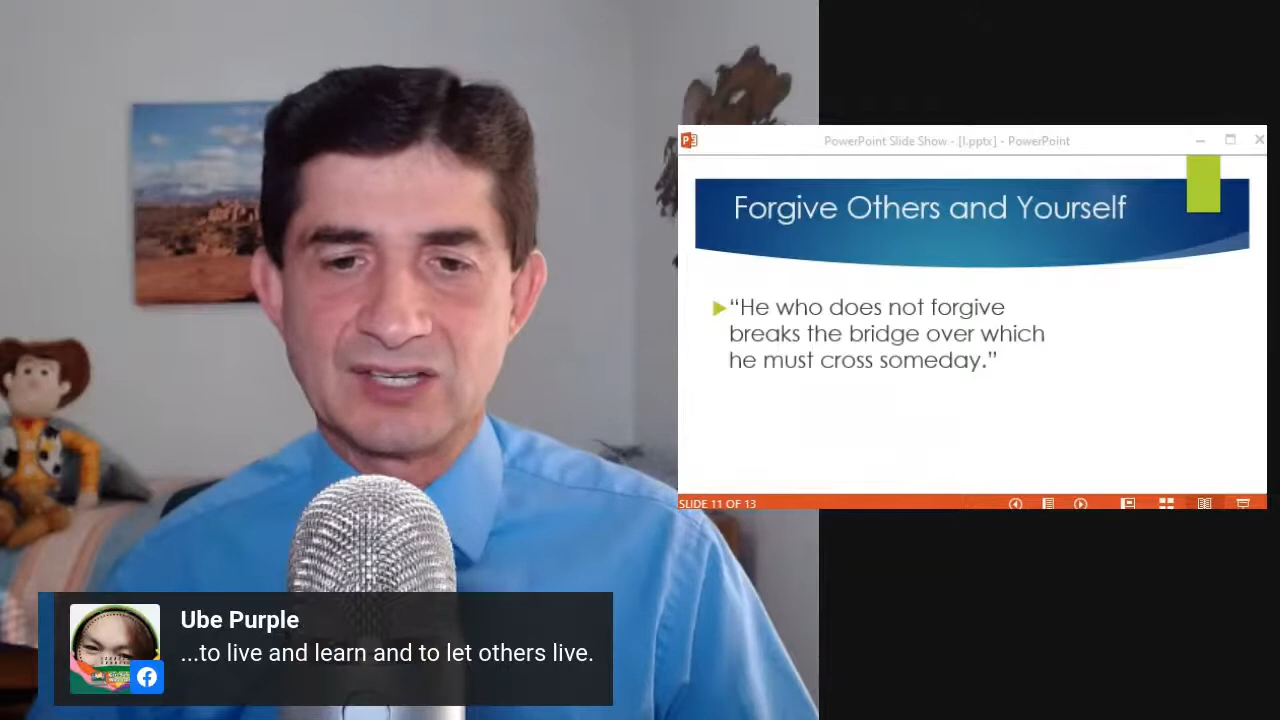 PowerPoint Slide Show - [I.pptx] - PowerPoint
Forgive Others and Yourself
“He who does not forgive
breaks the bridge over which
he must cross someday.”
SLIDE 11 OF 13
Ube Purple
...to live and learn and to let others live.